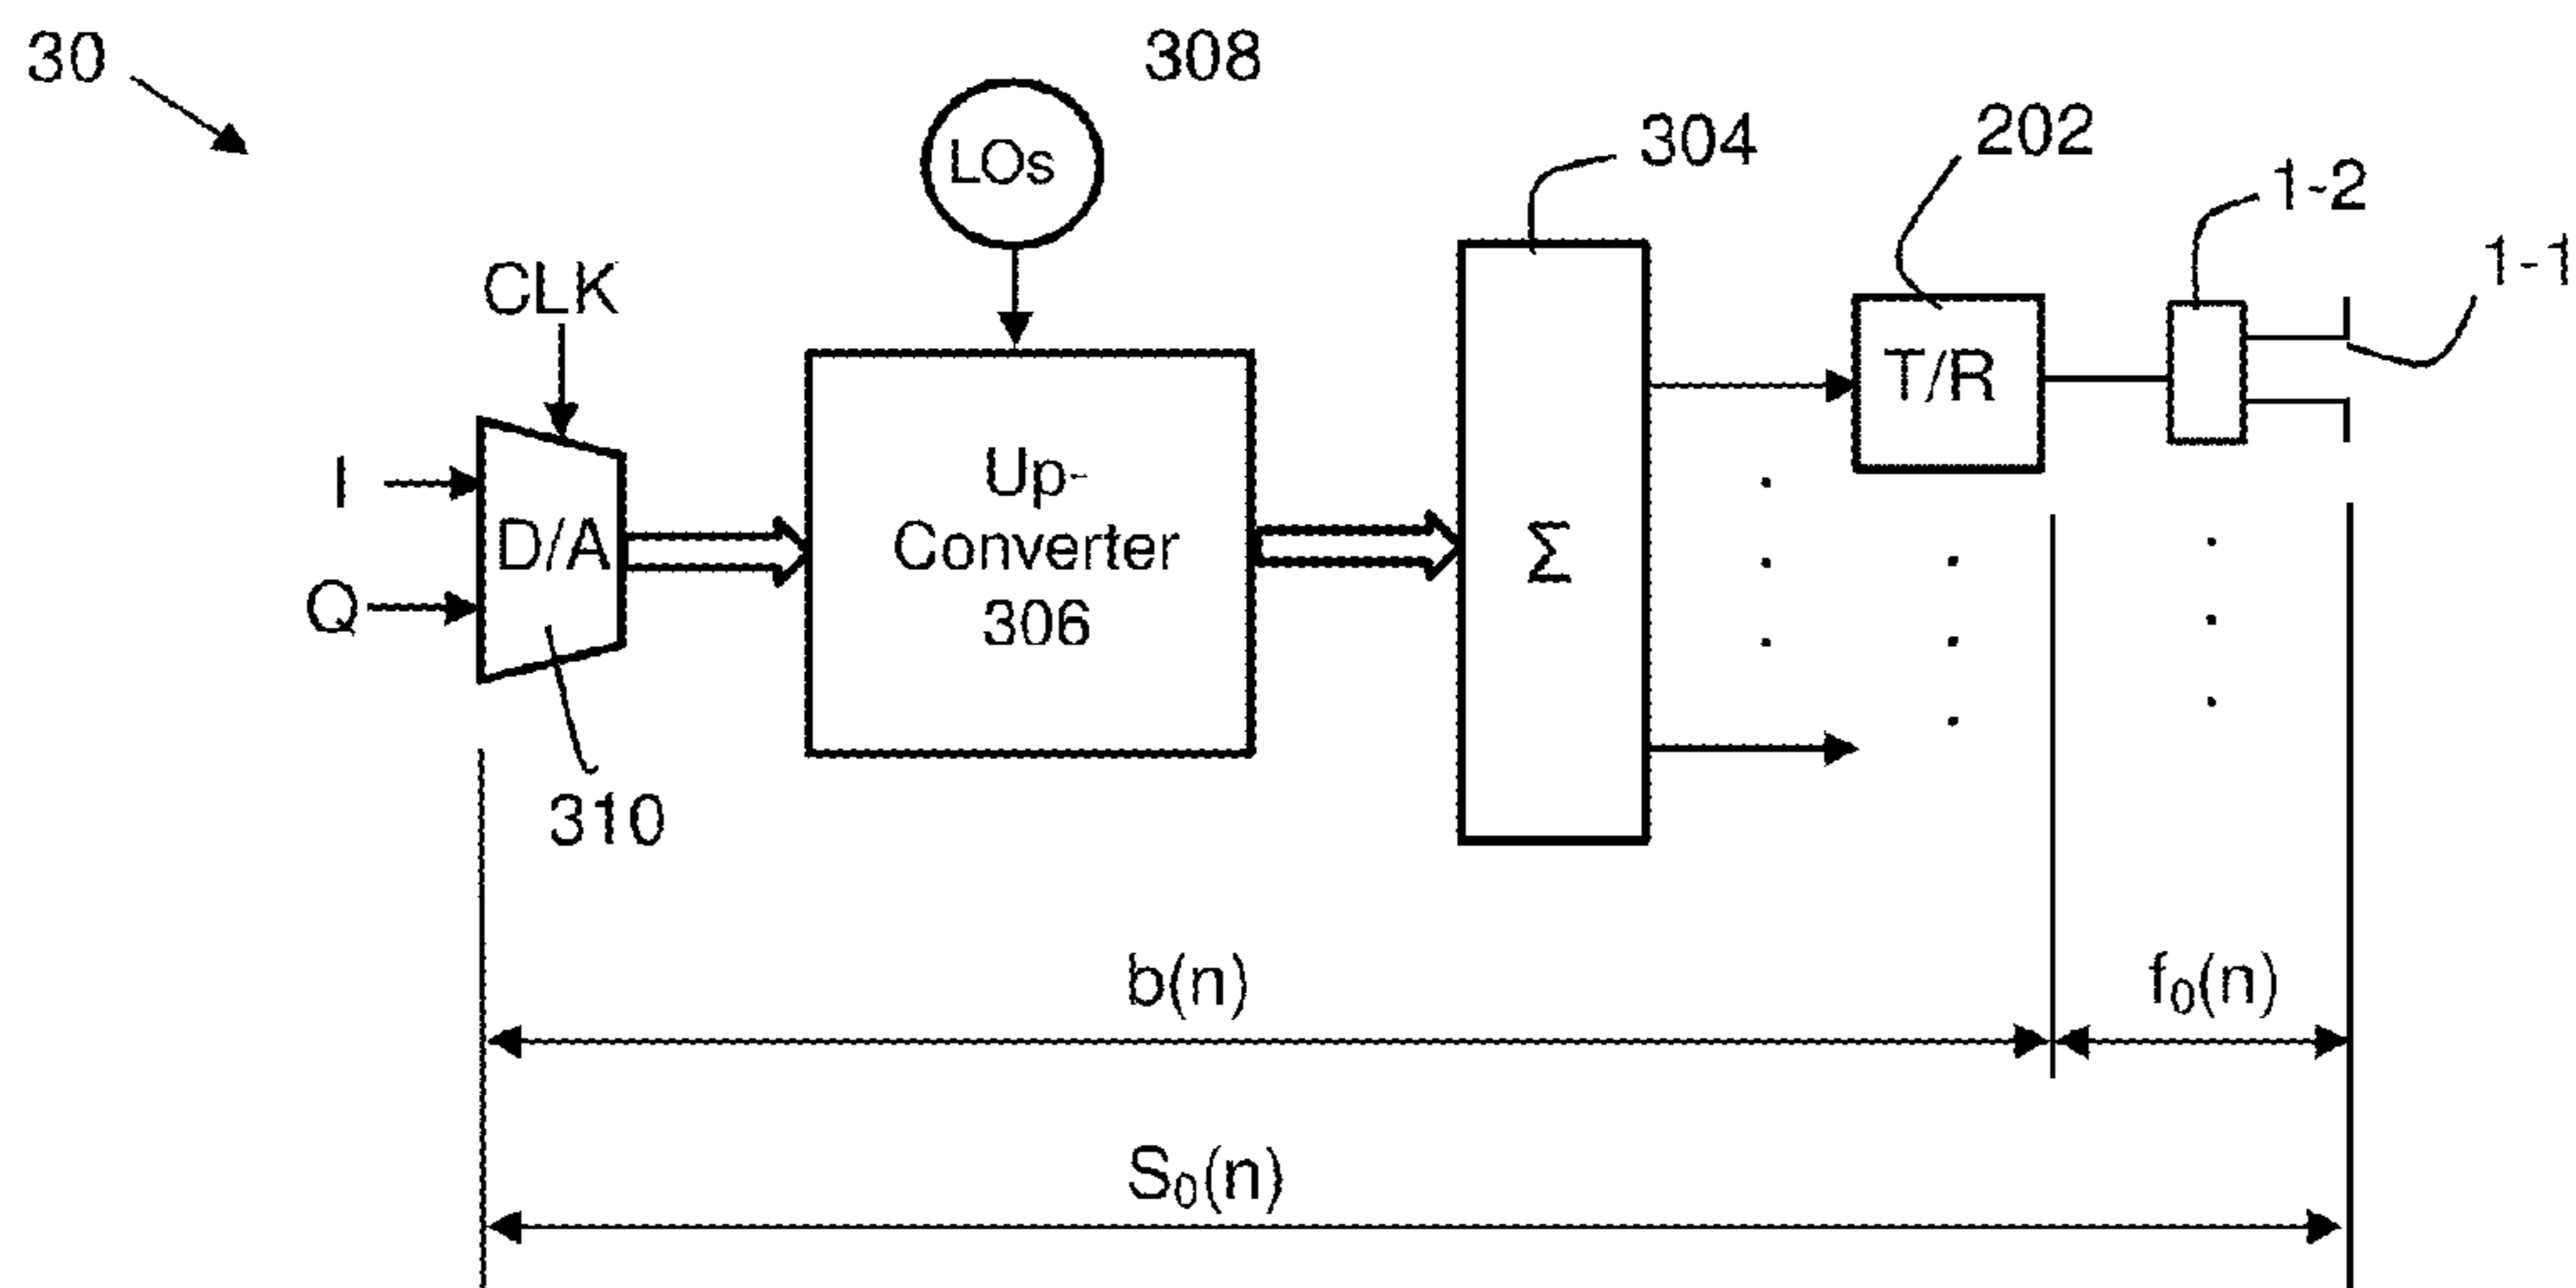 30
308
LOs
304
202
1-2
1-1
CLK
I
Q
D/A
310
Up-
Converter
306
Σ
T/R
b(n)
f₀(n)
S₀(n)